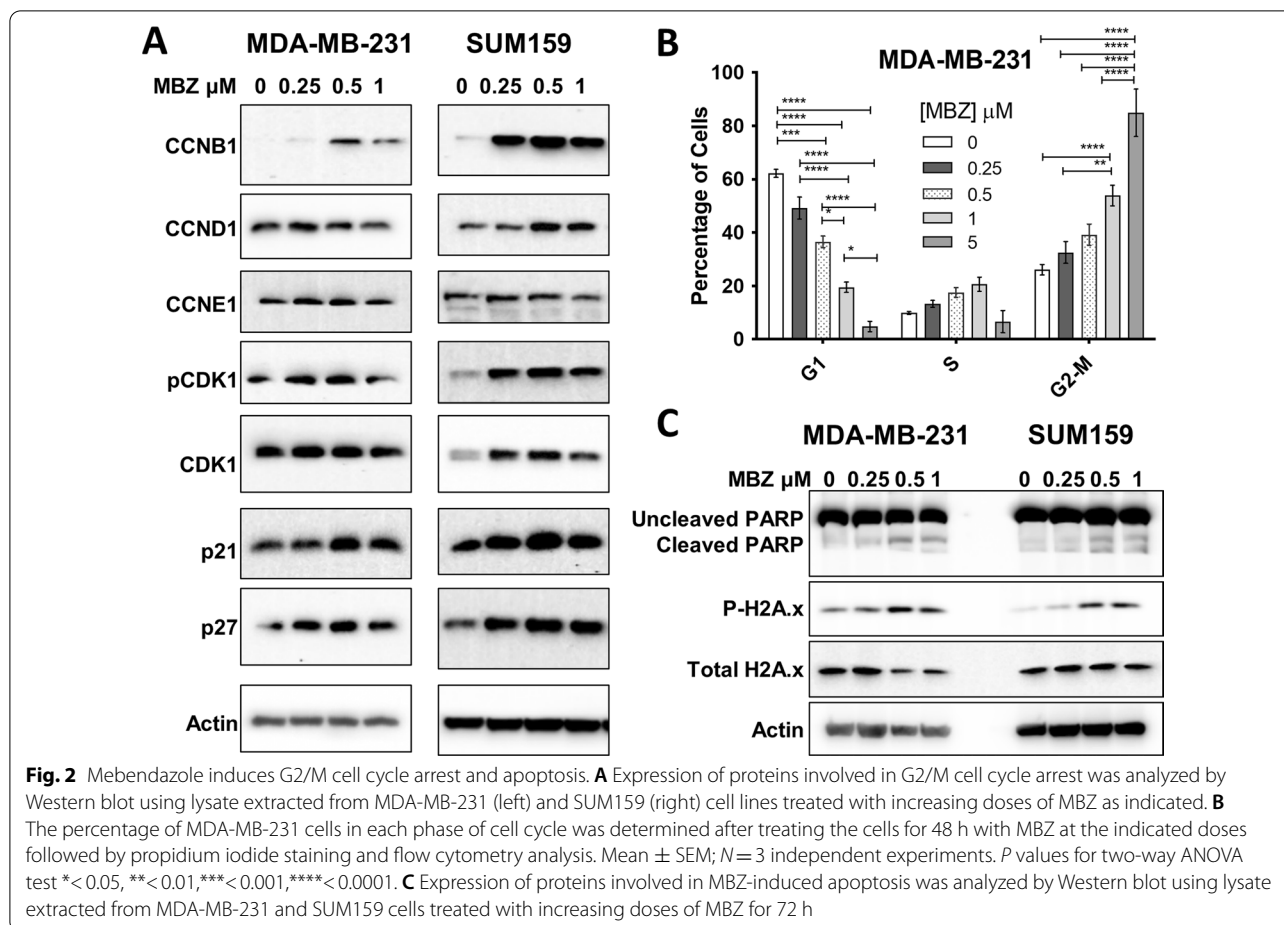 A
MDA-MB-231 SUM159
MBZ µM 0 0.25 0.5 1 0 0.25 0.5 1
CCNB1
CCND1
CCNE1
pCDK1
CDK1
p21
p27
Actin
B
MDA-MB-231
Percentage of Cells
100
80
60
40
20
0
**** **** **** ****
**** **** *** **** **** **** * *
**** **
[MBZ] µM
0
0.25
0.5
1
5
G1 S G2-M
C
MDA-MB-231 SUM159
MBZ µM 0 0.25 0.5 1 0 0.25 0.5 1
Uncleaved PARP
Cleaved PARP
P-H2A.x
Total H2A.x
Actin
Fig. 2 Mebendazole induces G2/M cell cycle arrest and apoptosis. A Expression of proteins involved in G2/M cell cycle arrest was analyzed by
Western blot using lysate extracted from MDA-MB-231 (left) and SUM159 (right) cell lines treated with increasing doses of MBZ as indicated. B
The percentage of MDA-MB-231 cells in each phase of cell cycle was determined after treating the cells for 48 h with MBZ at the indicated doses
followed by propidium iodide staining and flow cytometry analysis. Mean ± SEM; N = 3 independent experiments. P values for two-way ANOVA
test *< 0.05, **< 0.01,***< 0.001,****< 0.0001. C Expression of proteins involved in MBZ-induced apoptosis was analyzed by Western blot using lysate
extracted from MDA-MB-231 and SUM159 cells treated with increasing doses of MBZ for 72 h